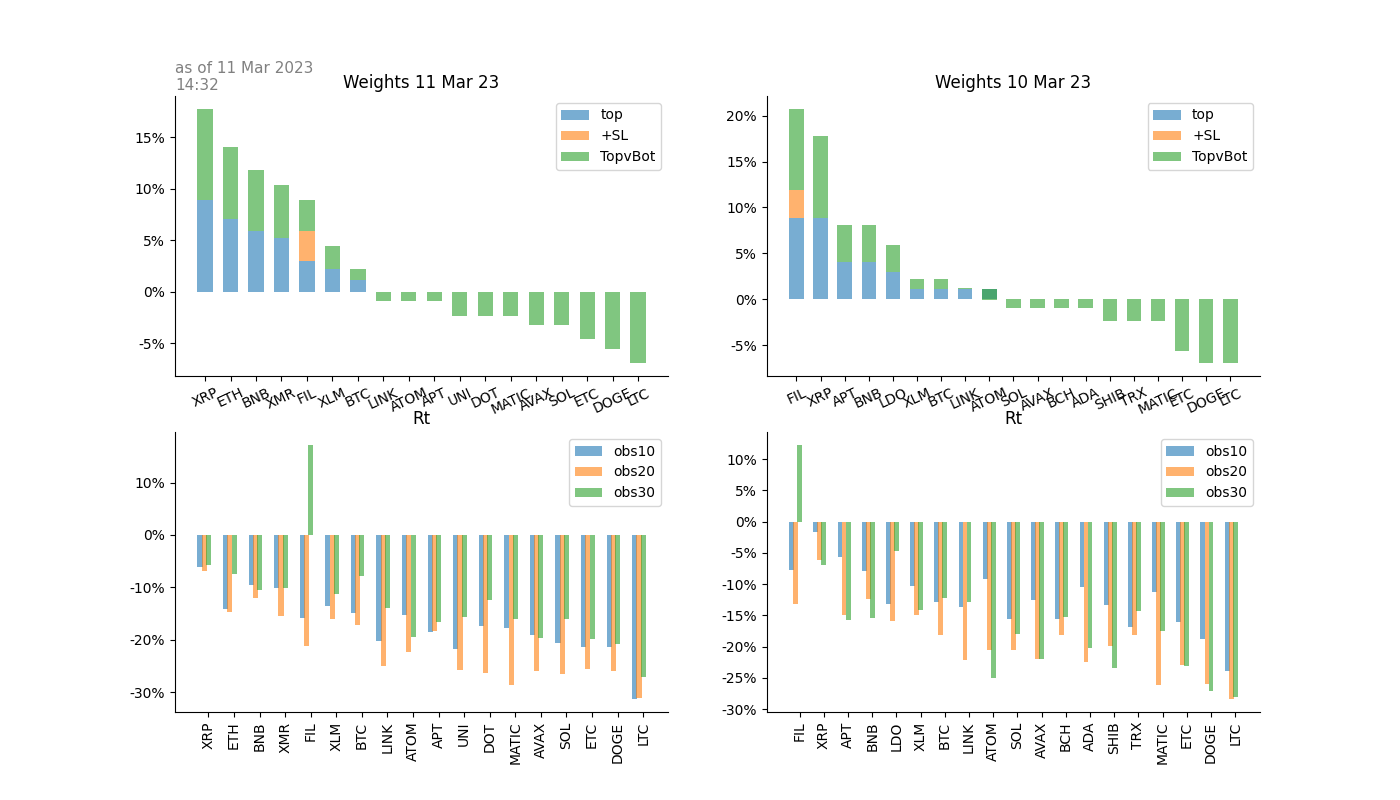 as of 11 Mar 2023
14:32
Weights 11 Mar 23
top
+SL
TopvBot
15%
10%
5%
0%
-5%
XRP ETH BNB XMR FIL XLM BTC LINK ATOM APT UNI DOT MATIC AVAX SOL ETC DOGE LTC
Weights 10 Mar 23
top
+SL
TopvBot
20%
15%
10%
5%
0%
-5%
FIL XRP APT BNB LDO XLM BTC LINK ATOM SOL AVAX BCH ADA SHIB TRX MATIC ETC DOGE LTC
Rt
obs10
obs20
obs30
10%
0%
-10%
-20%
-30%
XRP ETH BNB XMR FIL XLM BTC LINK ATOM APT UNI DOT MATIC AVAX SOL ETC DOGE LTC
Rt
obs10
obs20
obs30
10%
5%
0%
-5%
-10%
-15%
-20%
-25%
-30%
FIL XRP APT BNB LDO XLM BTC LINK ATOM SOL AVAX BCH ADA SHIB TRX MATIC ETC DOGE LTC